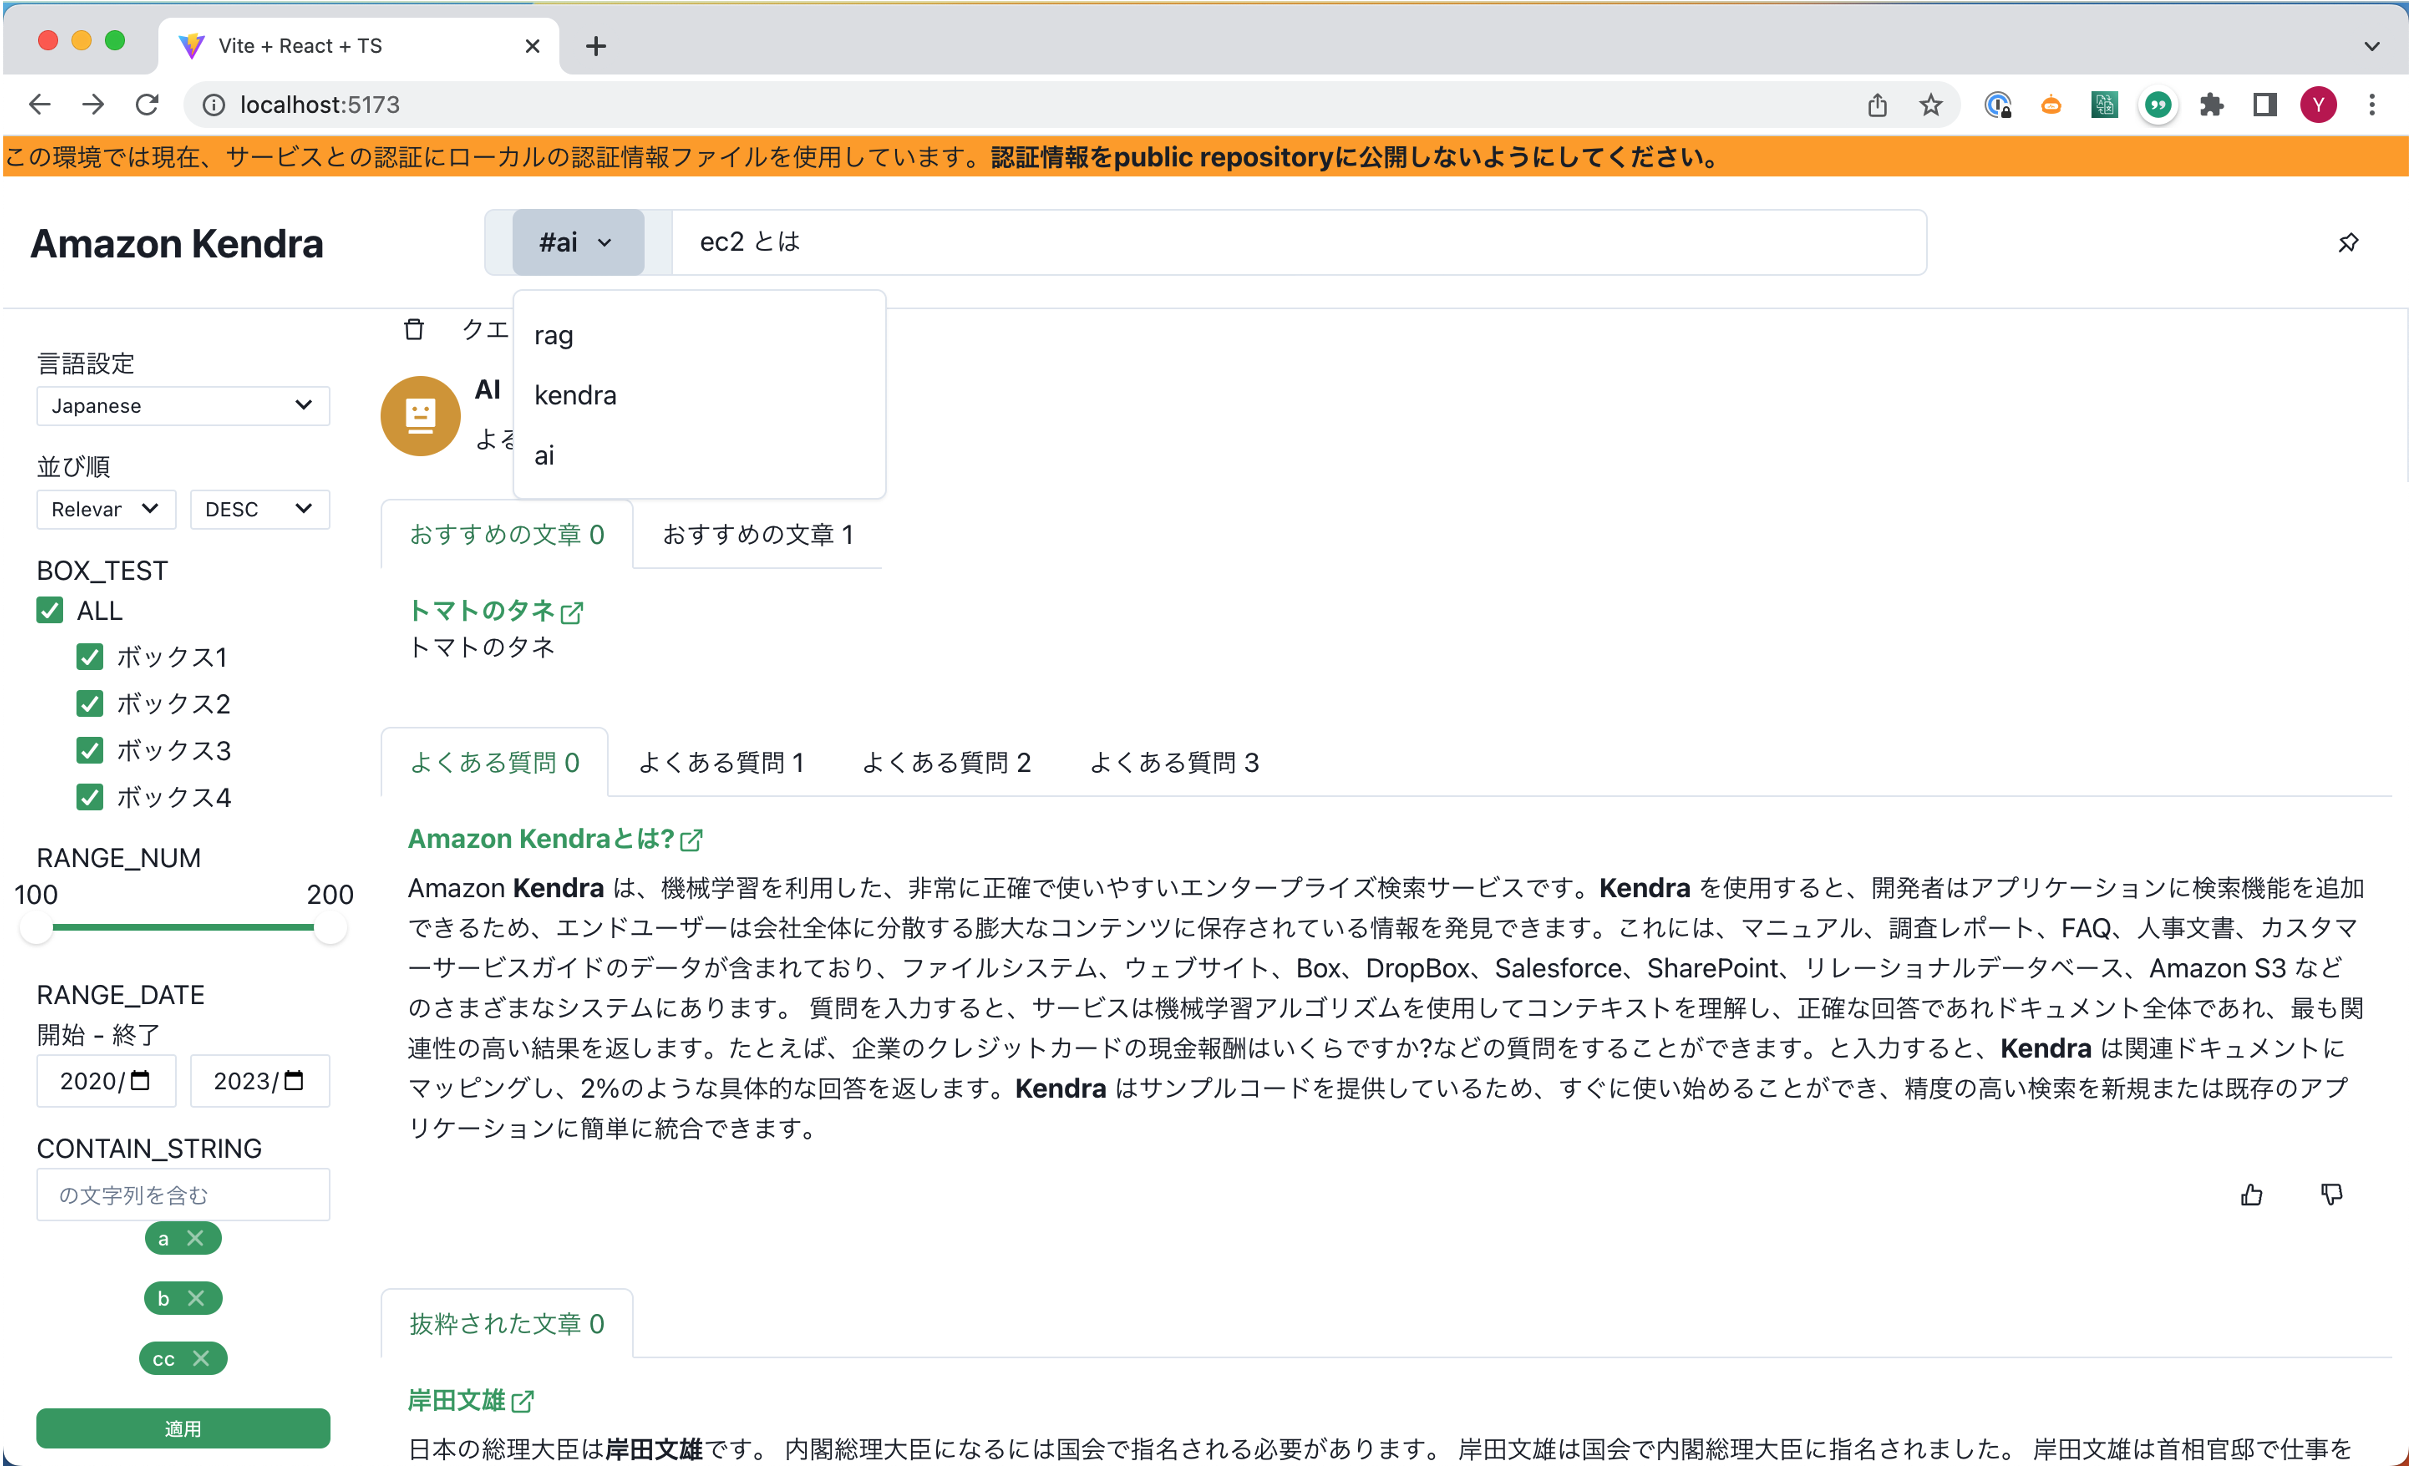 Vite + React + TS
localhost:5173
Y
この環境では現在、サービスとの認証にローカルの認証情報ファイルを使用しています。認証情報をpublic repositoryに公開しないようにしてください。
Amazon Kendra
#ai
ec2 とは
rag
kendra
ai
言語設定
Japanese
並び順
Relevar
DESC
BOX_TEST
ALL
ボックス1
ボックス2
ボックス3
ボックス4
RANGE_NUM
100
200
RANGE_DATE
開始 - 終了
2020/
2023/
CONTAIN_STRING
の文字列を含む
a
b
cc
適用
クエ
AI
よる
おすすめの文章 0
おすすめの文章 1
トマトのタネ
トマトのタネ
よくある質問 0
よくある質問 1
よくある質問 2
よくある質問 3
Amazon Kendraとは?
Amazon Kendra は、機械学習を利用した、非常に正確で使いやすいエンタープライズ検索サービスです。Kendra を使用すると、開発者はアプリケーションに検索機能を追加
できるため、エンドユーザーは会社全体に分散する膨大なコンテンツに保存されている情報を発見できます。これには、マニュアル、調査レポート、FAQ、人事文書、カスタマ
ーサービスガイドのデータが含まれており、ファイルシステム、ウェブサイト、Box、DropBox、Salesforce、SharePoint、リレーショナルデータベース、Amazon S3 など
のさまざまなシステムにあります。 質問を入力すると、サービスは機械学習アルゴリズムを使用してコンテキストを理解し、正確な回答であれドキュメント全体であれ、最も関
連性の高い結果を返します。たとえば、企業のクレジットカードの現金報酬はいくらですか?などの質問をすることができます。と入力すると、Kendra は関連ドキュメントに
マッピングし、2%のような具体的な回答を返します。Kendra はサンプルコードを提供しているため、すぐに使い始めることができ、精度の高い検索を新規または既存のアプ
リケーションに簡単に統合できます。
抜粋された文章 0
岸田文雄
日本の総理大臣は岸田文雄です。 内閣総理大臣になるには国会で指名される必要があります。 岸田文雄は国会で内閣総理大臣に指名されました。 岸田文雄は首相官邸で仕事を